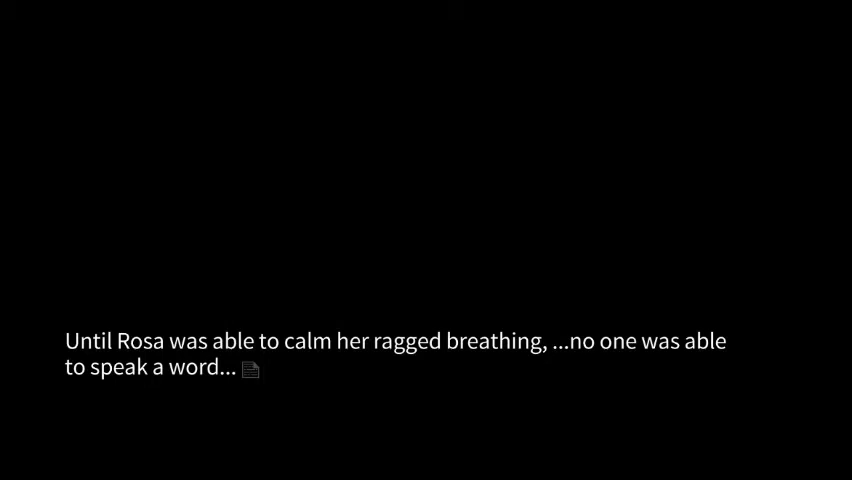 Until Rosa was able to calm her ragged breathing, ...no one was able
to speak a word...